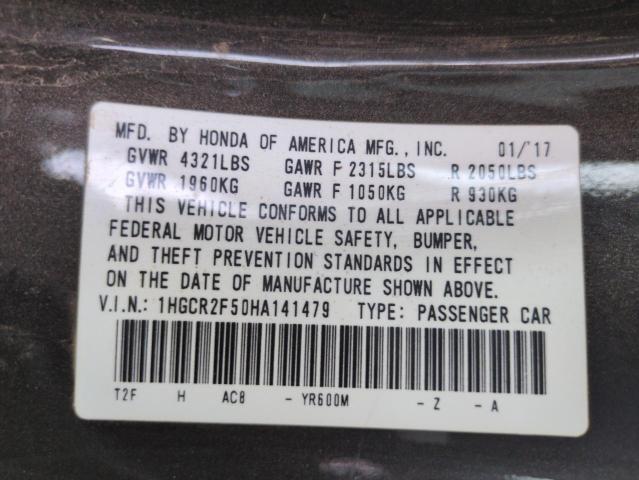 MFD. BY HONDA OF AMERICA MFG., INC. 01/17
GVWR 4321LBS GAWR F 2315LBS R 2050LBS
GVWR 1960KG GAWR F 1050KG R 930KG
THIS VEHICLE CONFORMS TO ALL APPLICABLE
FEDERAL MOTOR VEHICLE SAFETY, BUMPER,
AND THEFT PREVENTION STANDARDS IN EFFECT
ON THE DATE OF MANUFACTURE SHOWN ABOVE.
V.I.N.: 1HGCR2F50HA141479 TYPE: PASSENGER CAR
T2F H AC8 - YR600M - Z - A